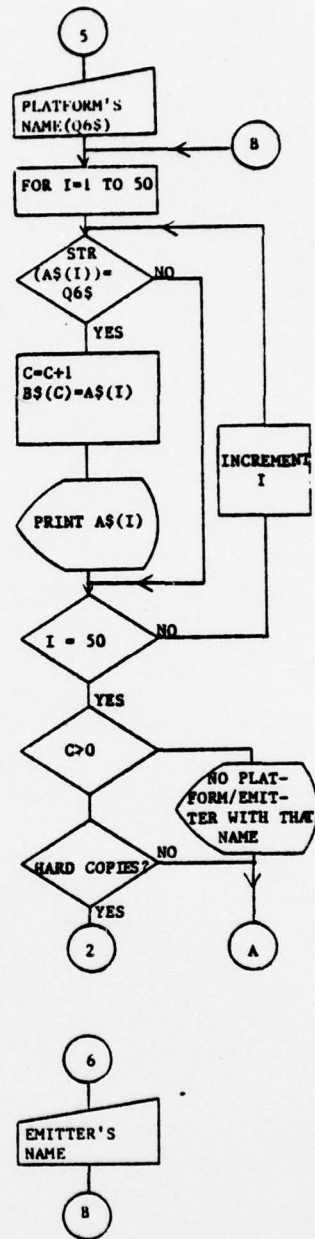 5
PLATFORM'S
NAME(Q6$)
B
FOR I=1 TO 50
STR
(A$(I))=
Q6$
NO
YES
C=C+1
B$(C)=A$(I)
INCREMENT
I
PRINT A$(I)
I = 50
NO
YES
C>0
NO PLAT-
FORM/EMIT-
TER WITH THAT
NAME
HARD COPIES?
NO
YES
2
A
6
EMITTER'S
NAME
B